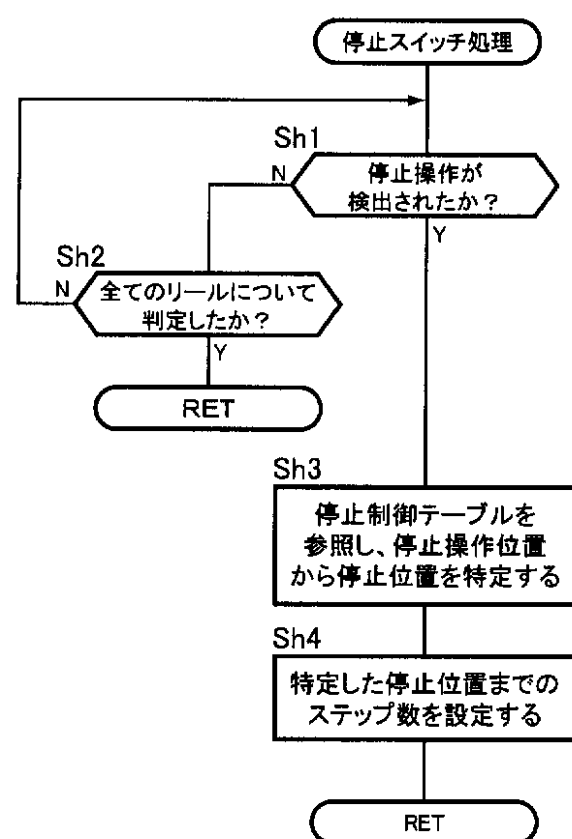 停止スイッチ処理
Sh1
停止操作が
検出されたか？
N
Y
Sh2
全てのリールについて
判定したか？
N
Y
RET
Sh3
停止制御テーブルを
参照し、停止操作位置
から停止位置を特定する
Sh4
特定した停止位置までの
ステップ数を設定する
RET